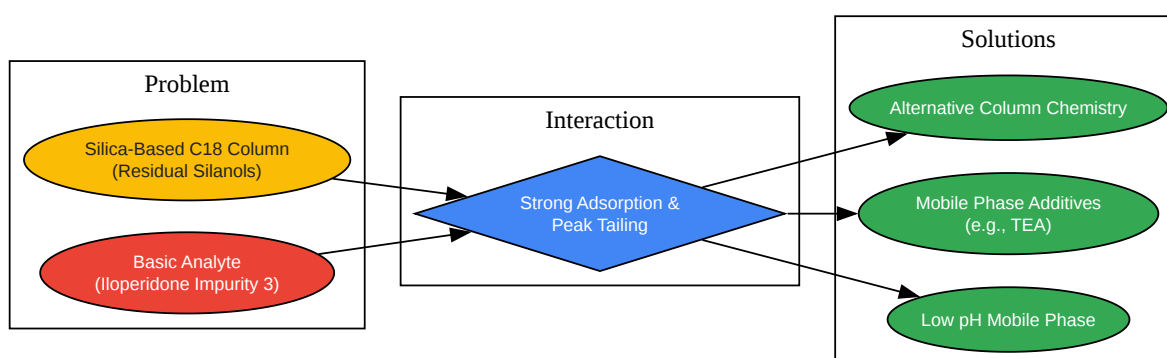 Problem
Silica-Based C18 Column
(Residual Silanols)
Basic Analyte
(Iloperidone Impurity 3)
Interaction
Strong Adsorption &
Peak Tailing
Solutions
Alternative Column Chemistry
Mobile Phase Additives
(e.g., TEA)
Low pH Mobile Phase